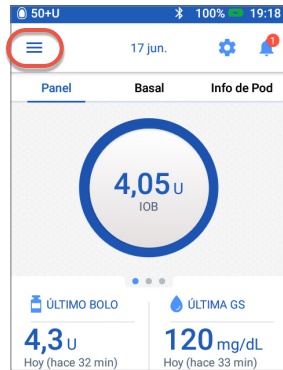 50+U 100% 19:18
17 jun. 1
Panel Basal Info de Pod
4,05 U
IOB
ÚLTIMO BOLO ÚLTIMA GS
4,3 U 120 mg/dL
Hoy (hace 32 min) Hoy (hace 33 min)